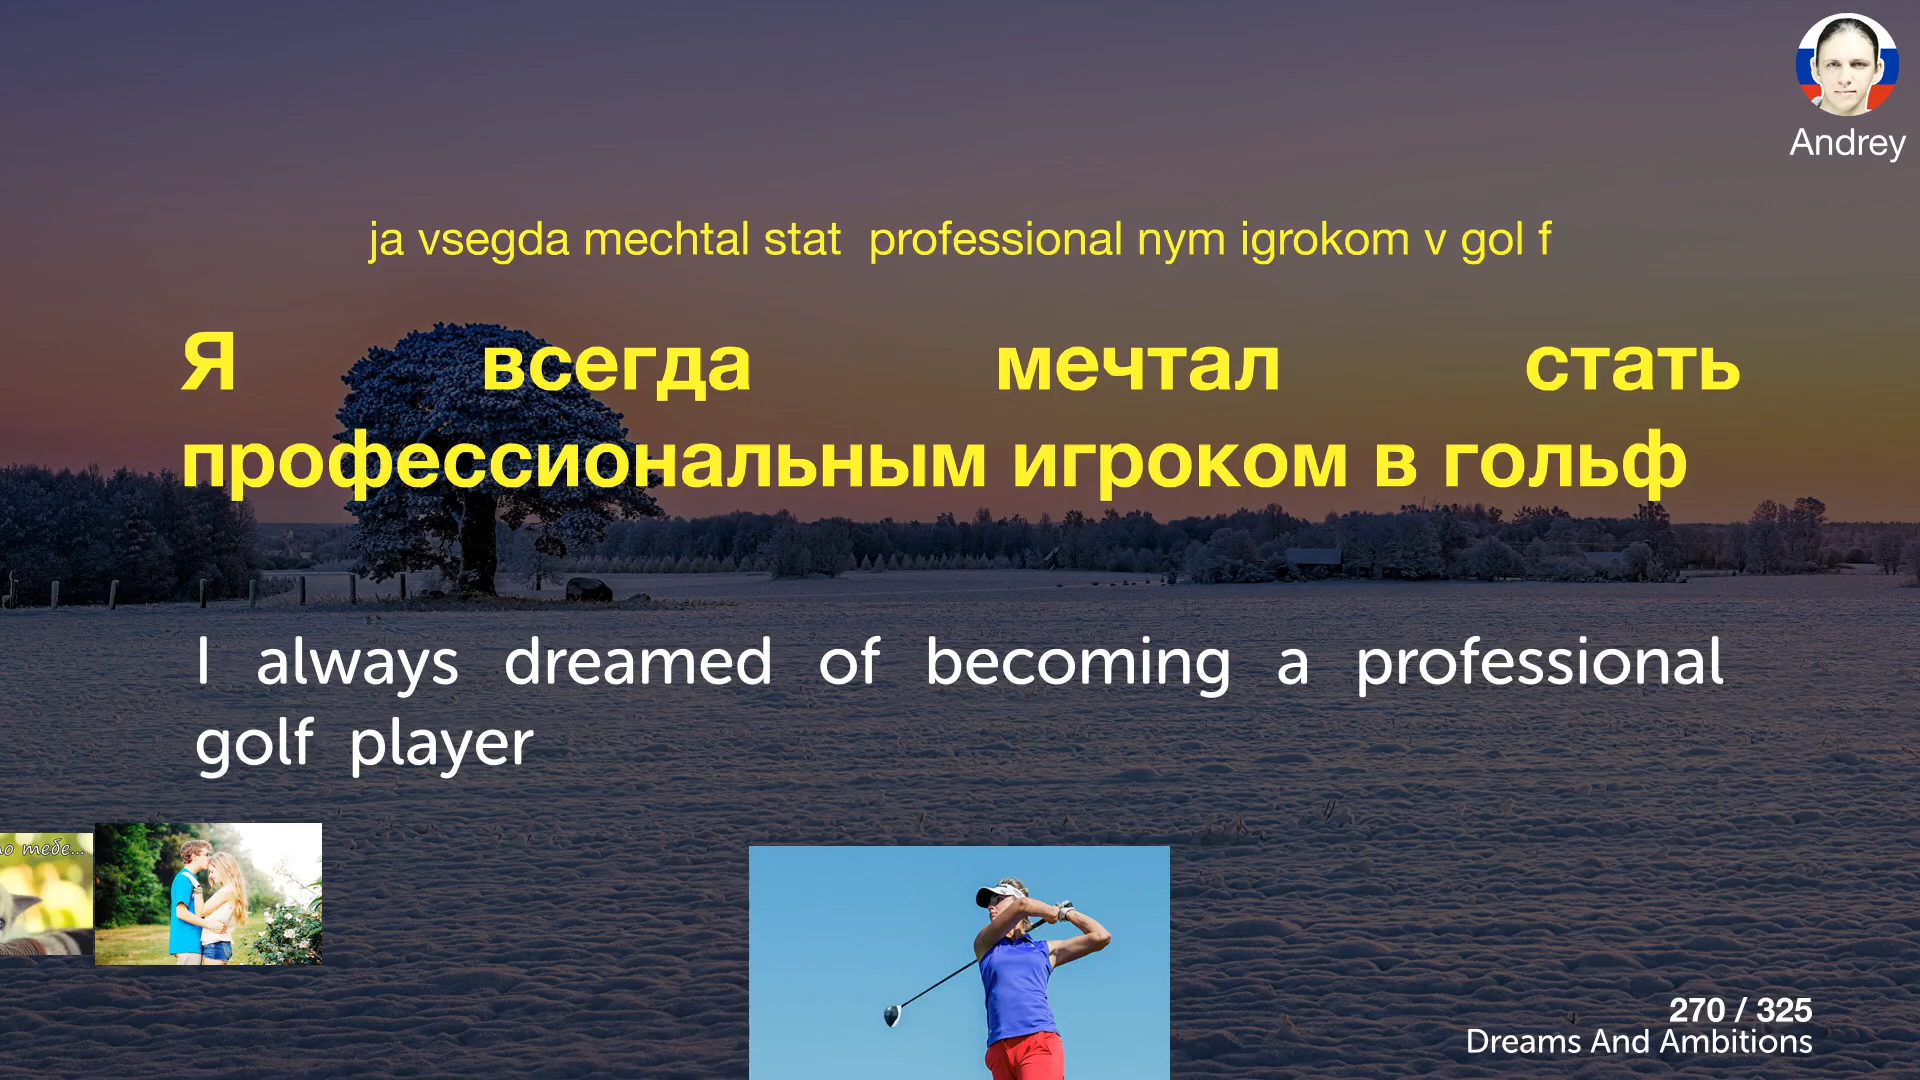 Andrey
ja vsegda mechtal stat  professional nym igrokom v gol f
Я всегда мечтал стать
профессиональным игроком в гольф
I always dreamed of becoming a professional
golf player
о тебе...
270 / 325
Dreams And Ambitions